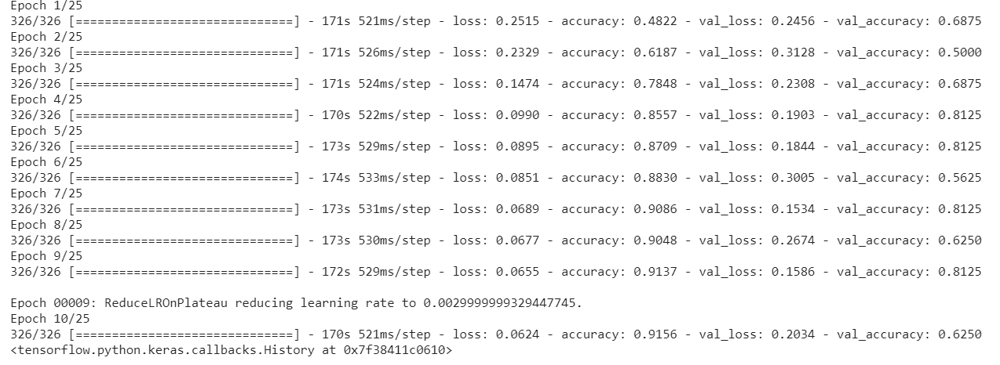 Epoch 1/25
326/326 [==============================] - 171s 521ms/step - loss: 0.2515 - accuracy: 0.4822 - val_loss: 0.2456 - val_accuracy: 0.6875
Epoch 2/25
326/326 [==============================] - 171s 526ms/step - loss: 0.2329 - accuracy: 0.6187 - val_loss: 0.3128 - val_accuracy: 0.5000
Epoch 3/25
326/326 [==============================] - 171s 524ms/step - loss: 0.1474 - accuracy: 0.7848 - val_loss: 0.2308 - val_accuracy: 0.6875
Epoch 4/25
326/326 [==============================] - 170s 522ms/step - loss: 0.0990 - accuracy: 0.8557 - val_loss: 0.1903 - val_accuracy: 0.8125
Epoch 5/25
326/326 [==============================] - 173s 529ms/step - loss: 0.0895 - accuracy: 0.8709 - val_loss: 0.1844 - val_accuracy: 0.8125
Epoch 6/25
326/326 [==============================] - 174s 533ms/step - loss: 0.0851 - accuracy: 0.8830 - val_loss: 0.3005 - val_accuracy: 0.5625
Epoch 7/25
326/326 [==============================] - 173s 531ms/step - loss: 0.0689 - accuracy: 0.9086 - val_loss: 0.1534 - val_accuracy: 0.8125
Epoch 8/25
326/326 [==============================] - 173s 530ms/step - loss: 0.0677 - accuracy: 0.9048 - val_loss: 0.2674 - val_accuracy: 0.6250
Epoch 9/25
326/326 [==============================] - 172s 529ms/step - loss: 0.0655 - accuracy: 0.9137 - val_loss: 0.1586 - val_accuracy: 0.8125

Epoch 00009: ReduceLROnPlateau reducing learning rate to 0.0029999999329447745.
Epoch 10/25
326/326 [==============================] - 170s 521ms/step - loss: 0.0624 - accuracy: 0.9156 - val_loss: 0.2034 - val_accuracy: 0.6250
<tensorflow.python.keras.callbacks.History at 0x7f38411c0610>